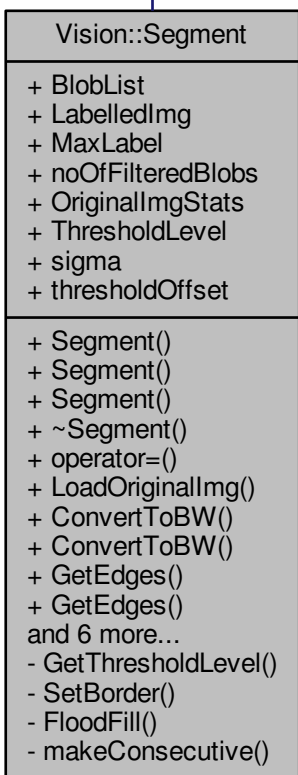 Vision::Segment
+ BlobList
+ LabelledImg
+ MaxLabel
+ noOfFilteredBlobs
+ OriginalImgStats
+ ThresholdLevel
+ sigma
+ thresholdOffset
+ Segment()
+ Segment()
+ Segment()
+ ~Segment()
+ operator=()
+ LoadOriginalImg()
+ ConvertToBW()
+ ConvertToBW()
+ GetEdges()
+ GetEdges()
and 6 more...
- GetThresholdLevel()
- SetBorder()
- FloodFill()
- makeConsecutive()